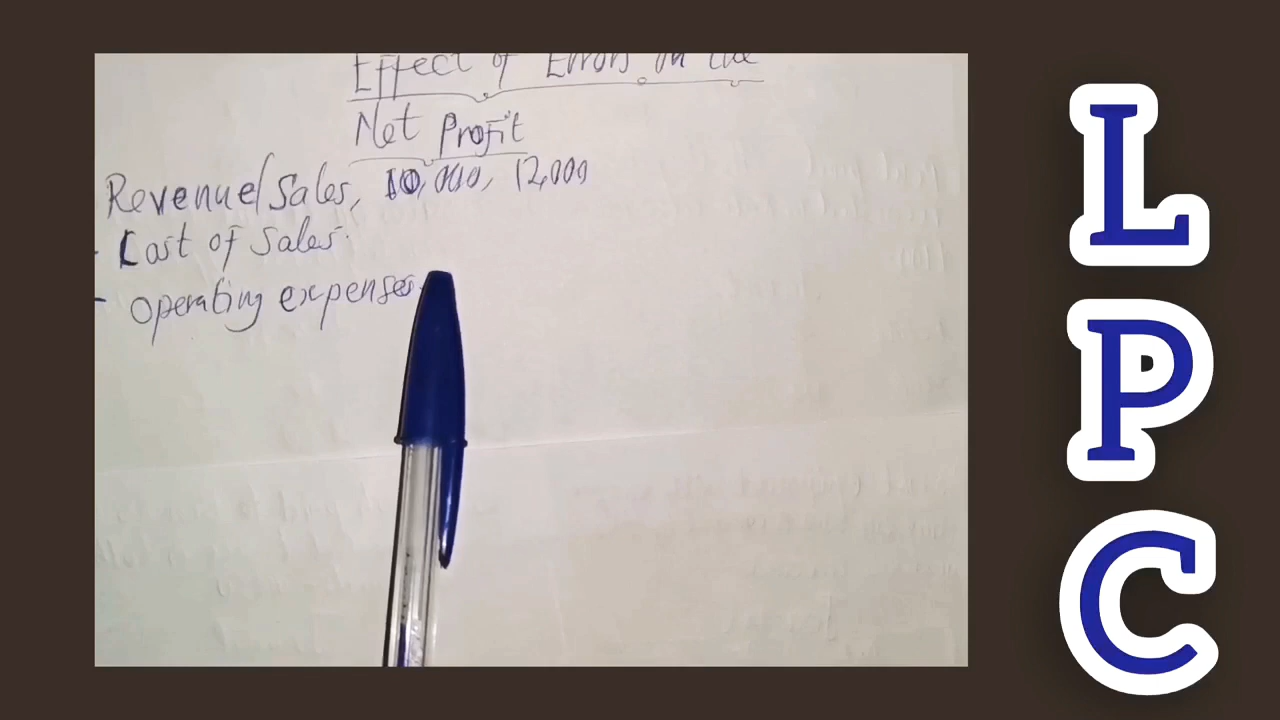 Effect of Errors on the
Net Profit
Revenue/Sales, 10,000, 12,000
- Cost of Sales.
- Operating expenses.
L
P
C